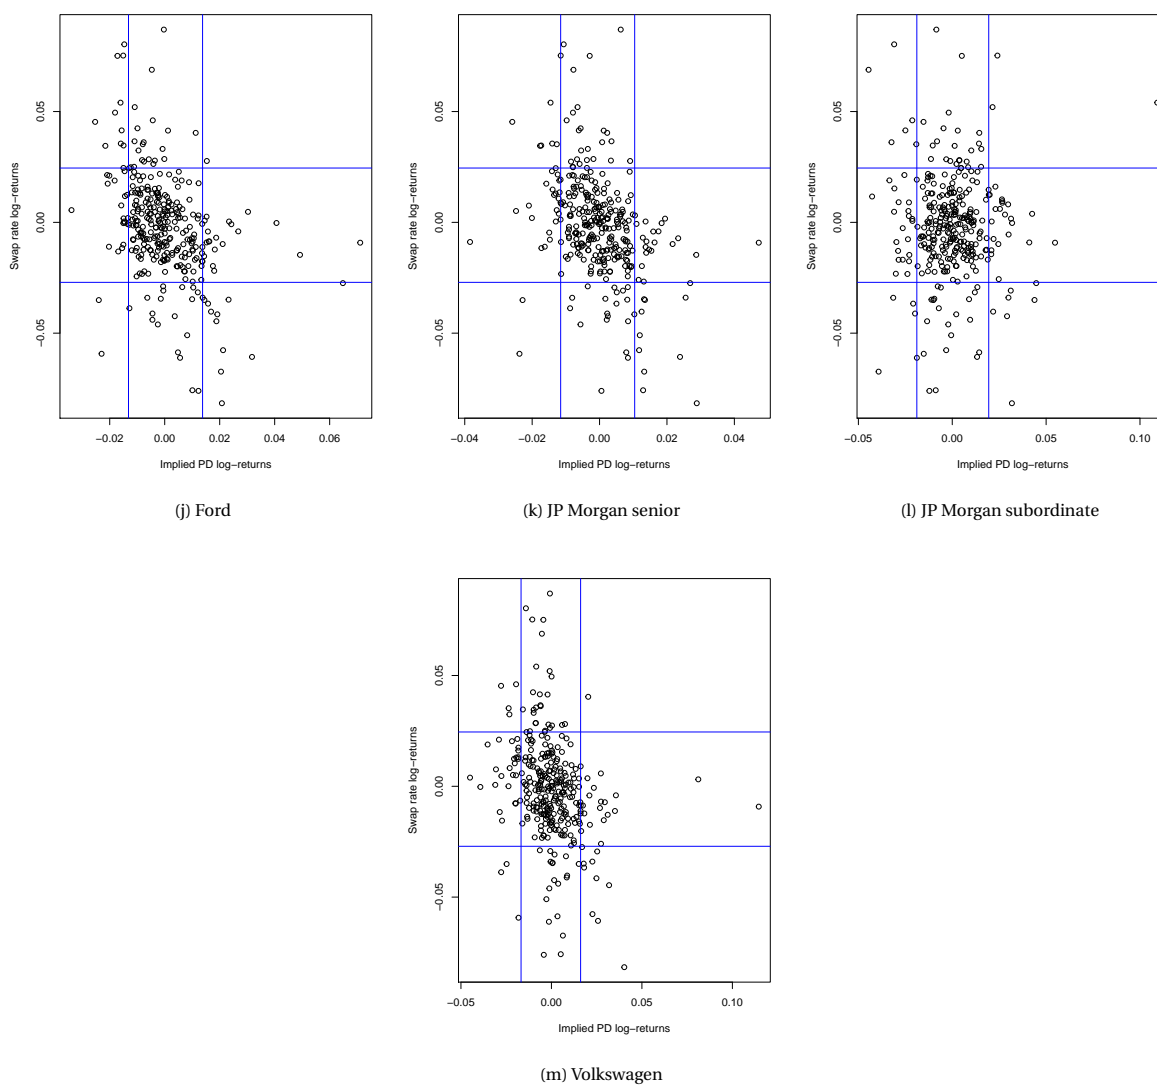 0.05
0.00
−0.05
Swap rate log−returns
−0.02 0.00 0.02 0.04 0.06
Implied PD log−returns
(j) Ford
0.05
0.00
−0.05
Swap rate log−returns
−0.04 −0.02 0.00 0.02 0.04
Implied PD log−returns
(k) JP Morgan senior
0.05
0.00
−0.05
Swap rate log−returns
−0.05 0.00 0.05 0.10
Implied PD log−returns
(l) JP Morgan subordinate
0.05
0.00
−0.05
Swap rate log−returns
−0.05 0.00 0.05 0.10
Implied PD log−returns
(m) Volkswagen